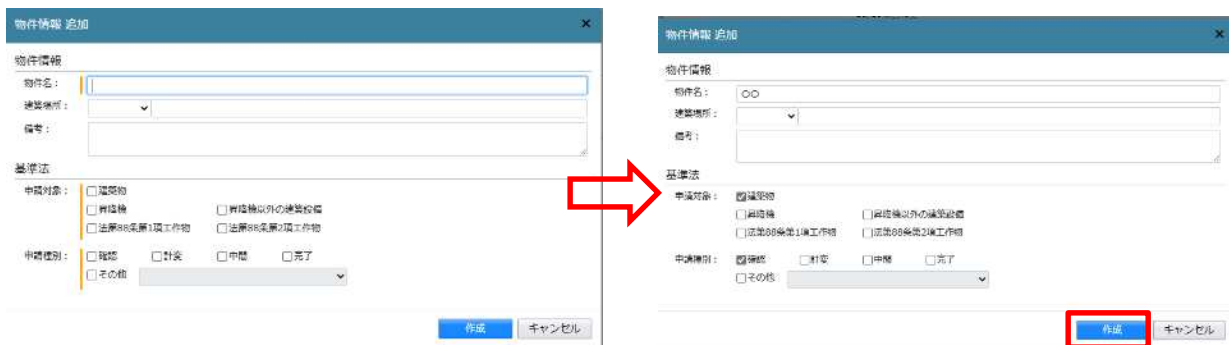 物件情報 追加
×
物件情報
物件名：
建築場所：
備考：
基準法
申請対象：
建築物
昇降機 昇降機以外の建築設備
法第88条第1項工作物 法第88条第2項工作物
申請種別：
確認 計変 中間 完了
その他
作成 キャンセル
物件情報 追加
×
物件情報
物件名： 〇〇
建築場所：
備考：
基準法
申請対象：
建築物
昇降機 昇降機以外の建築設備
法第88条第1項工作物 法第88条第2項工作物
申請種別：
確認 計変 中間 完了
その他
作成 キャンセル